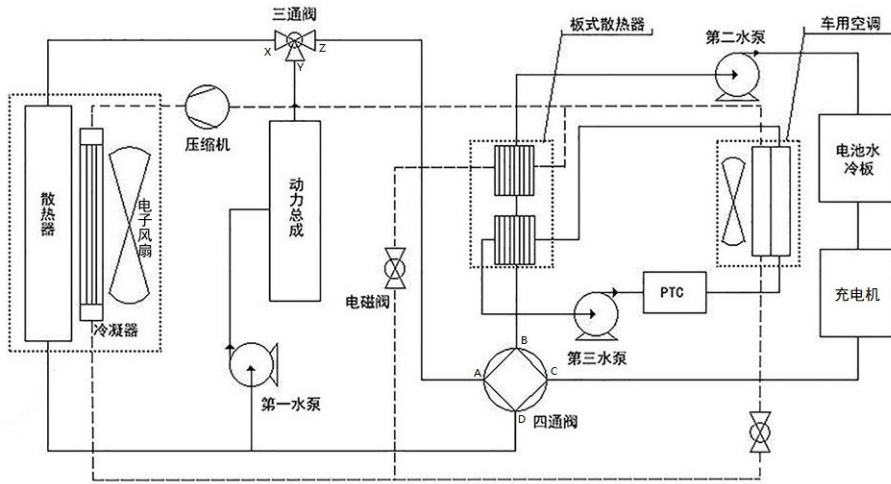 三通阀
X
Z
Y
板式散热器
第二水泵
车用空调
压缩机
散热器
电子风扇
动力总成
电池水
冷板
电磁阀
PTC
充电机
冷凝器
第三水泵
B
A
C
第一水泵
D
四通阀